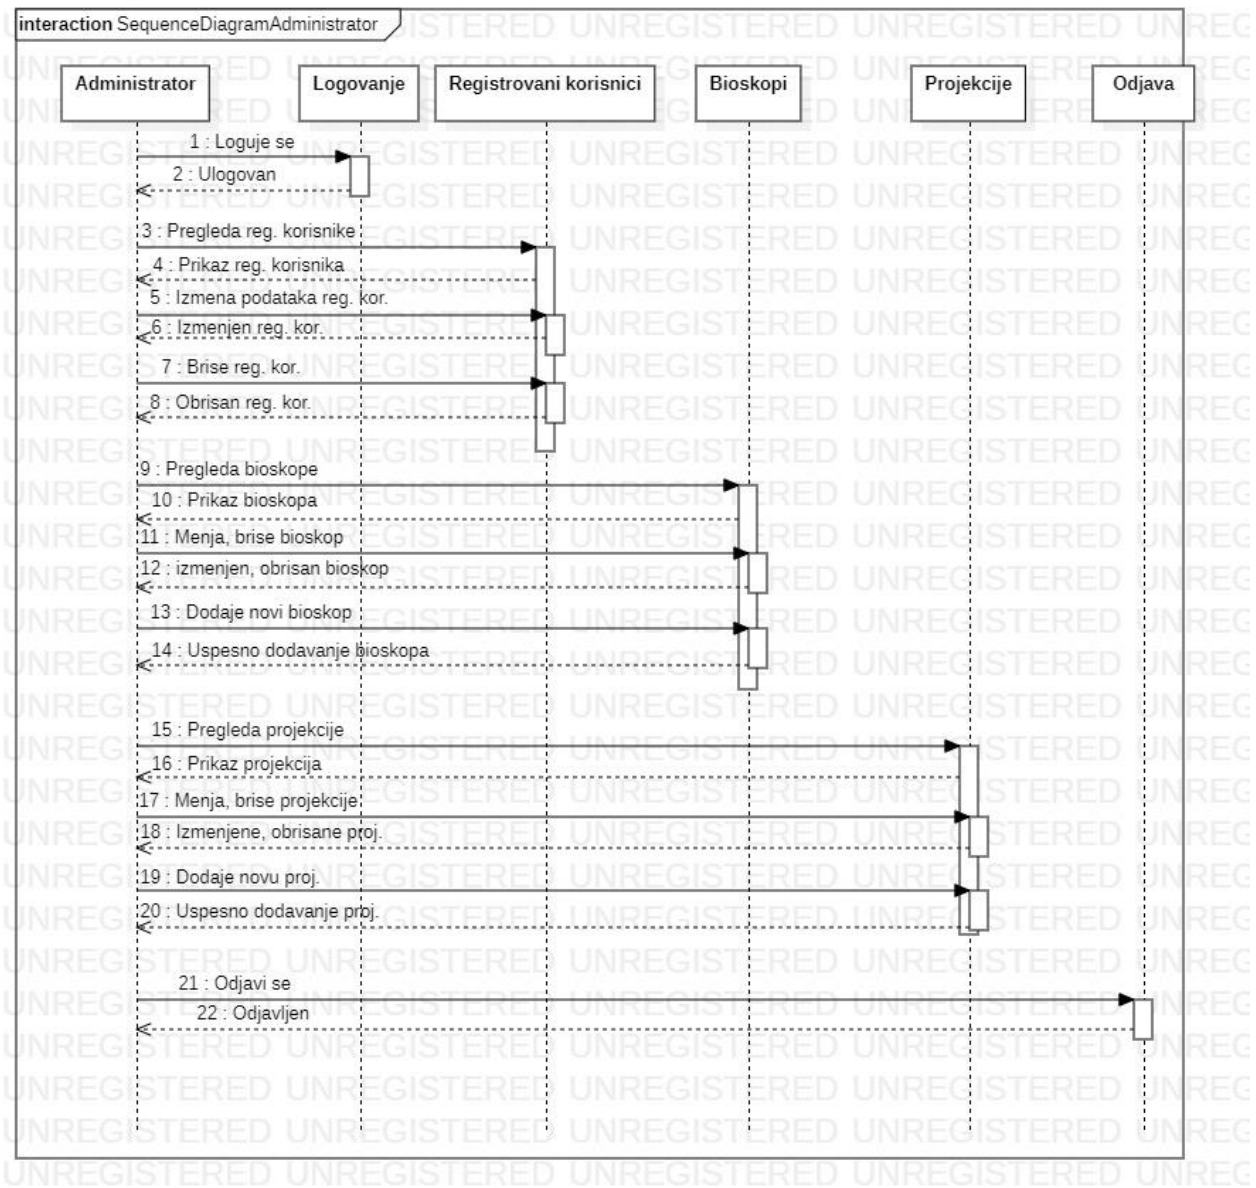 interaction SequenceDiagramAdministrator
Administrator
Logovanje
Registrovani korisnici
Bioskopi
Projekcije
Odjava
1 : Loguje se
2 : Ulogovan
3 : Pregleda reg. korisnike
4 : Prikaz reg. korisnika
5 : Izmena podataka reg. kor.
6 : Izmenjen reg. kor.
7 : Brise reg. kor.
8 : Obrisan reg. kor.
9 : Pregleda bioskope
10 : Prikaz bioskopa
11 : Menja, brise bioskop
12 : izmenjen, obrisan bioskop
13 : Dodaje novi bioskop
14 : Uspesno dodavanje bioskopa
15 : Pregleda projekcije
16 : Prikaz projekcija
17 : Menja, brise projekcije
18 : Izmenjene, obrisane proj.
19 : Dodaje novu proj.
20 : Uspesno dodavanje proj.
21 : Odjavi se
22 : Odjavljen
UNREGISTERED